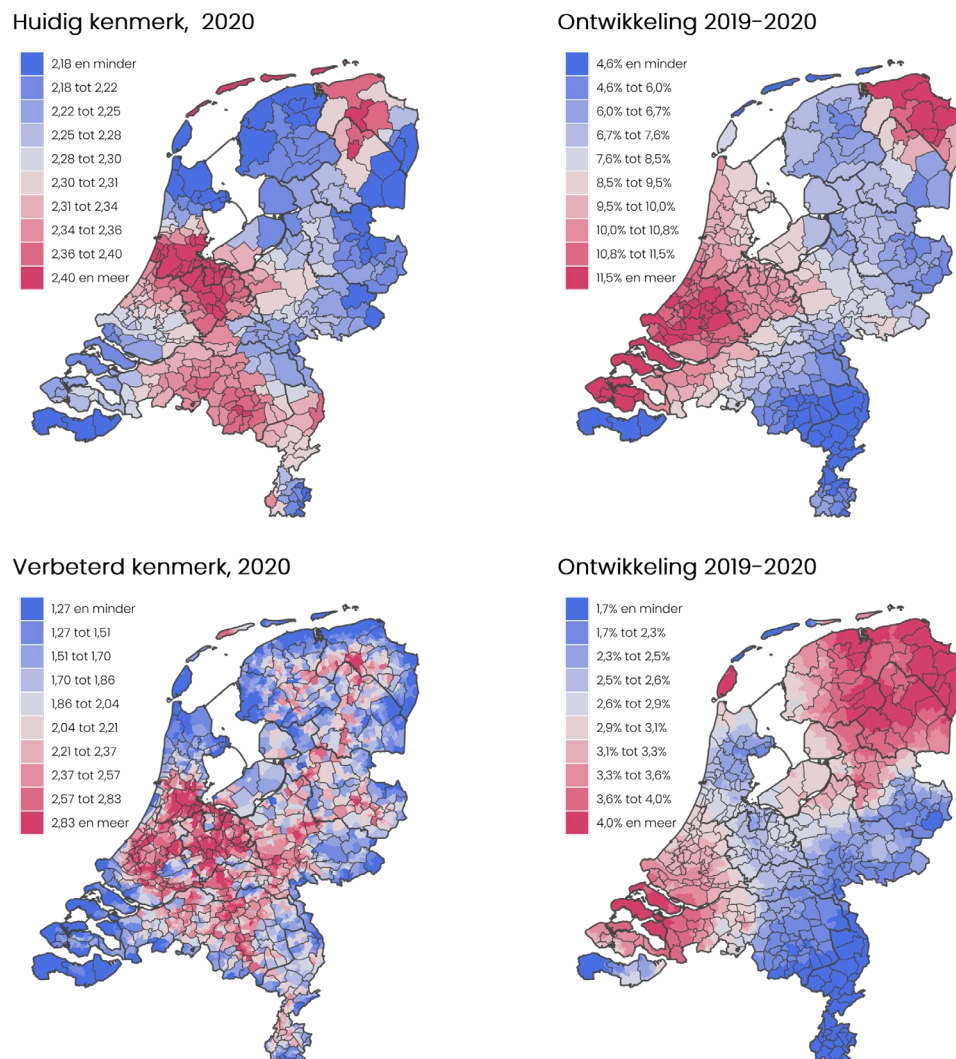 Huidig kenmerk, 2020
2,18 en minder
2,18 tot 2,22
2,22 tot 2,25
2,25 tot 2,28
2,28 tot 2,30
2,30 tot 2,31
2,31 tot 2,34
2,34 tot 2,36
2,36 tot 2,40
2,40 en meer
Ontwikkeling 2019-2020
4,6% en minder
4,6% tot 6,0%
6,0% tot 6,7%
6,7% tot 7,6%
7,6% tot 8,5%
8,5% tot 9,5%
9,5% tot 10,0%
10,0% tot 10,8%
10,8% tot 11,5%
11,5% en meer
Verbeterd kenmerk, 2020
1,27 en minder
1,27 tot 1,51
1,51 tot 1,70
1,70 tot 1,86
1,86 tot 2,04
2,04 tot 2,21
2,21 tot 2,37
2,37 tot 2,57
2,57 tot 2,83
2,83 en meer
Ontwikkeling 2019-2020
1,7% en minder
1,7% tot 2,3%
2,3% tot 2,5%
2,5% tot 2,6%
2,6% tot 2,9%
2,9% tot 3,1%
3,1% tot 3,3%
3,3% tot 3,6%
3,6% tot 4,0%
4,0% en meer